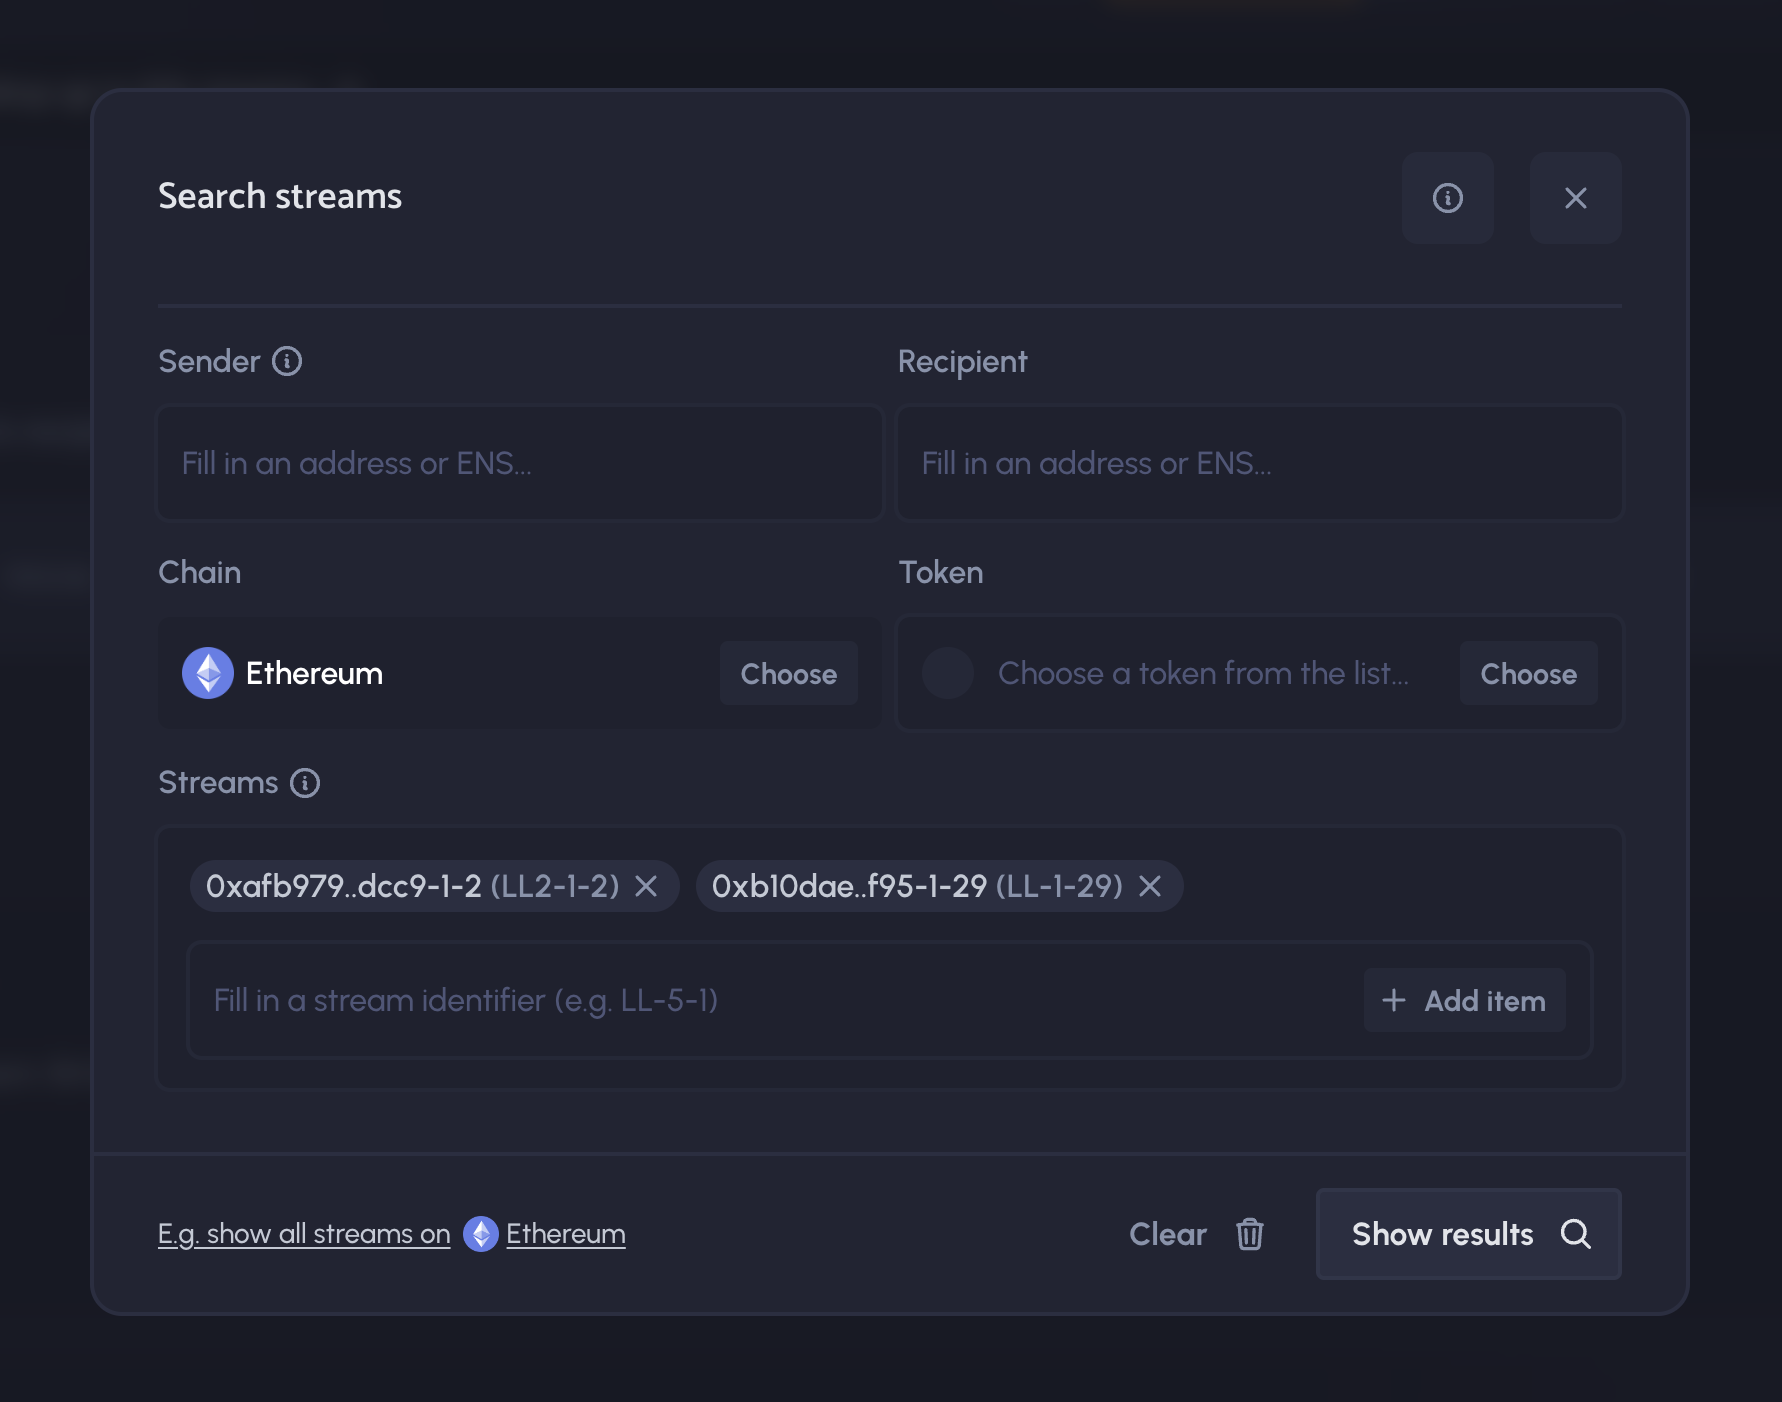 Search streams
Sender
Recipient
Fill in an address or ENS...
Fill in an address or ENS...
Chain
Token
Ethereum
Choose
Choose a token from the list...
Choose
Streams
0xafb979..dcc9-1-2 (LL2-1-2)
0xb10dae..f95-1-29 (LL-1-29)
Fill in a stream identifier (e.g. LL-5-1)
Add item
E.g. show all streams on Ethereum
Clear
Show results